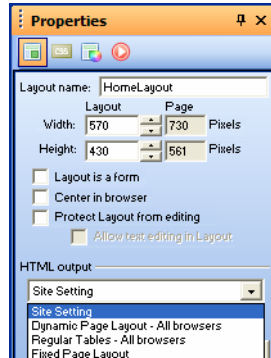 Properties
CSS
Layout name: HomeLayout
Layout Page
Width: 570 730 Pixels
Height: 430 561 Pixels
Layout is a form
Center in browser
Protect Layout from editing
Allow text editing in Layout
HTML output
Site Setting
Site Setting
Dynamic Page Layout - All browsers
Regular Tables - All browsers
Fixed Page Layout